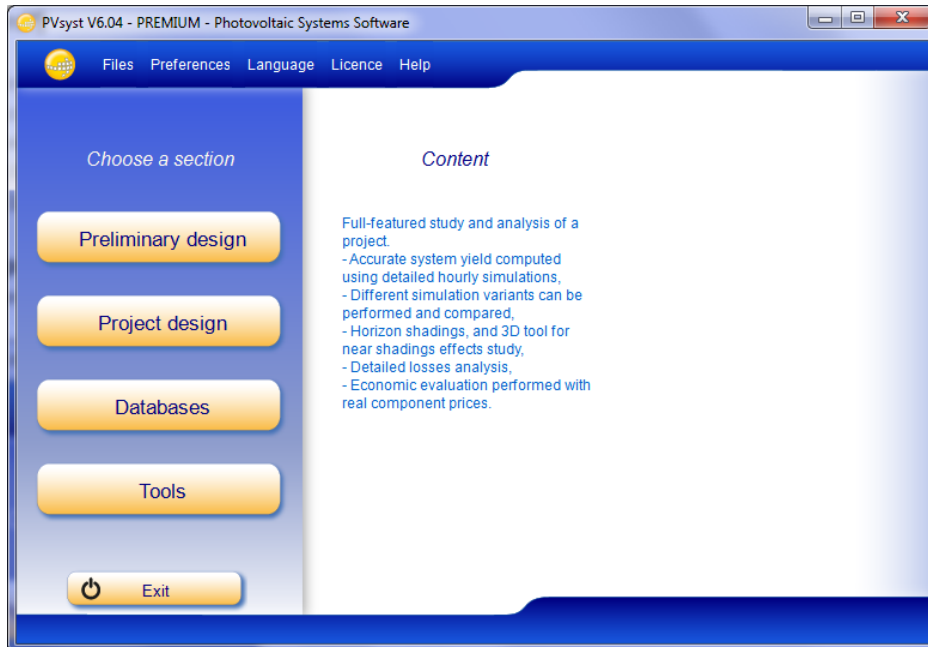 PVsyst V6.04 - PREMIUM - Photovoltaic Systems Software
Files Preferences Language Licence Help
Choose a section
Preliminary design
Project design
Databases
Tools
Exit
Content
Full-featured study and analysis of a
project.
- Accurate system yield computed
using detailed hourly simulations,
- Different simulation variants can be
performed and compared,
- Horizon shadings, and 3D tool for
near shadings effects study,
- Detailed losses analysis,
- Economic evaluation performed with
real component prices.